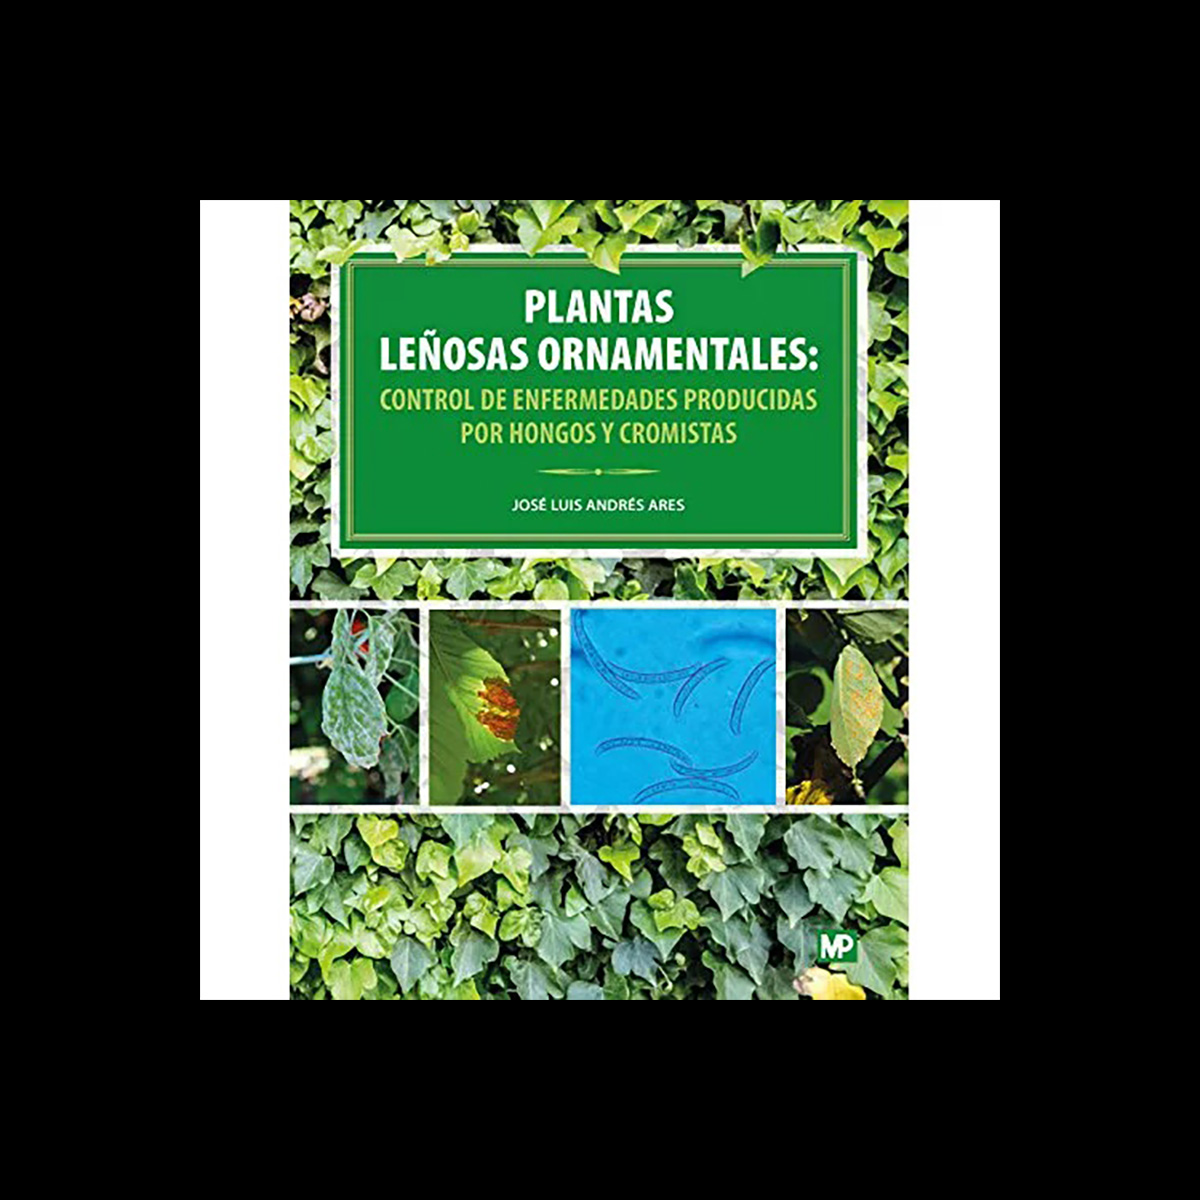 PLANTAS
LEÑOSAS ORNAMENTALES:
CONTROL DE ENFERMEDADES PRODUCIDAS
POR HONGOS Y CROMISTAS
JOSÉ LUIS ANDRÉS ARES
MP